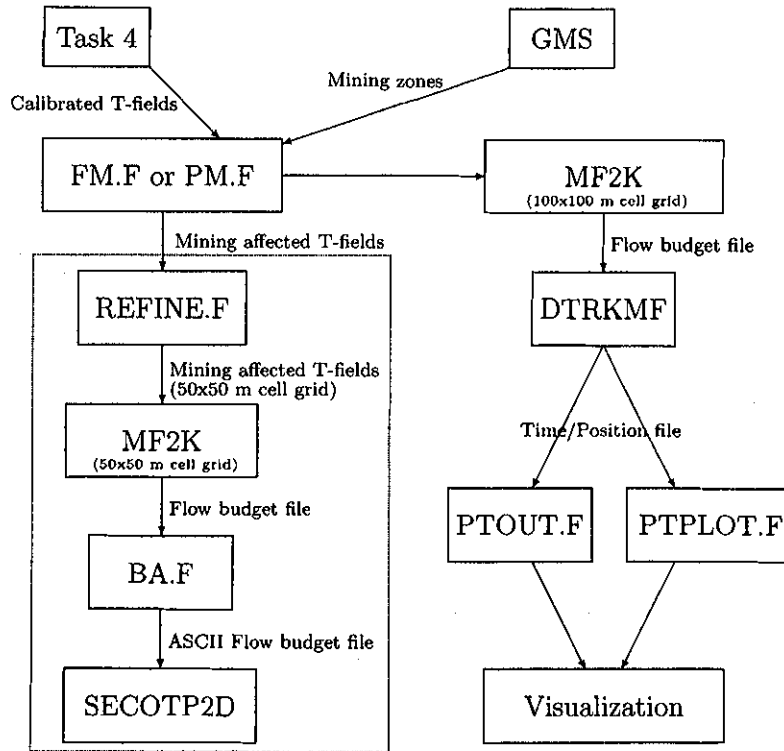 Task 4
GMS
Calibrated T-fields
Mining zones
FM.F or PM.F
MF2K
(100x100 m cell grid)
Mining affected T-fields
Flow budget file
REFINE.F
DTRKMF
Mining affected T-fields
(50x50 m cell grid)
MF2K
(50x50 m cell grid)
Time/Position file
Flow budget file
PTOUT.F
PTPLOT.F
BA.F
ASCII Flow budget file
SECOTP2D
Visualization